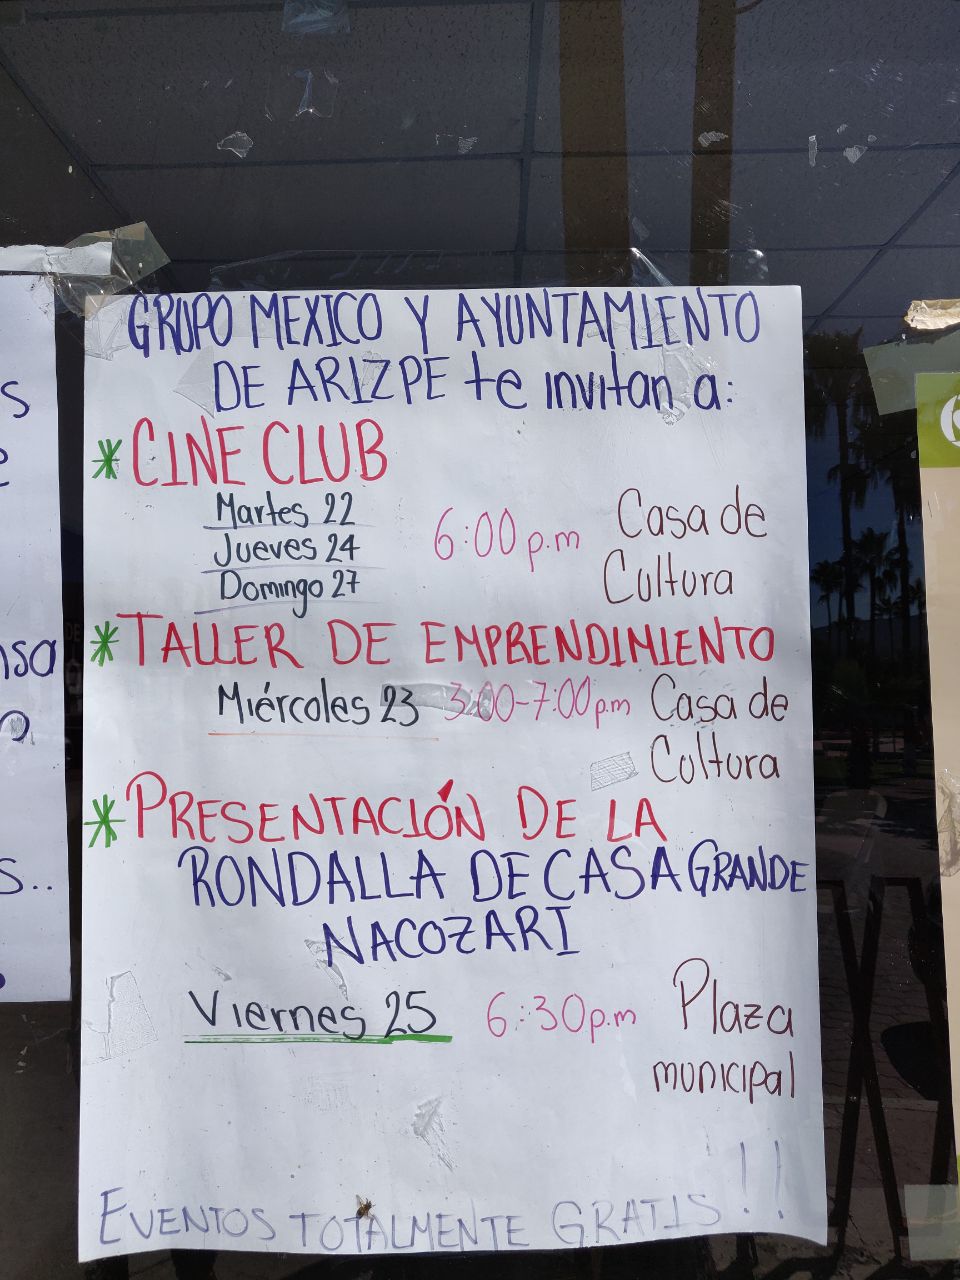 GRUPO MEXICO Y AYUNTAMIENTO
DE ARIZPE te invitan a:
* CINE CLUB
Martes 22
Jueves 24
Domingo 27
6:00 p.m
Casa de
Cultura
* TALLER DE EMPRENDIMIENTO
Miércoles 23 3:00-7:00 p.m Casa de
Cultura
* PRESENTACIÓN DE LA
RONDALLA DE CASA GRANDE
NACOZARI
Viernes 25 6:30 p.m Plaza
municipal
EVENTOS TOTALMENTE GRATIS!!